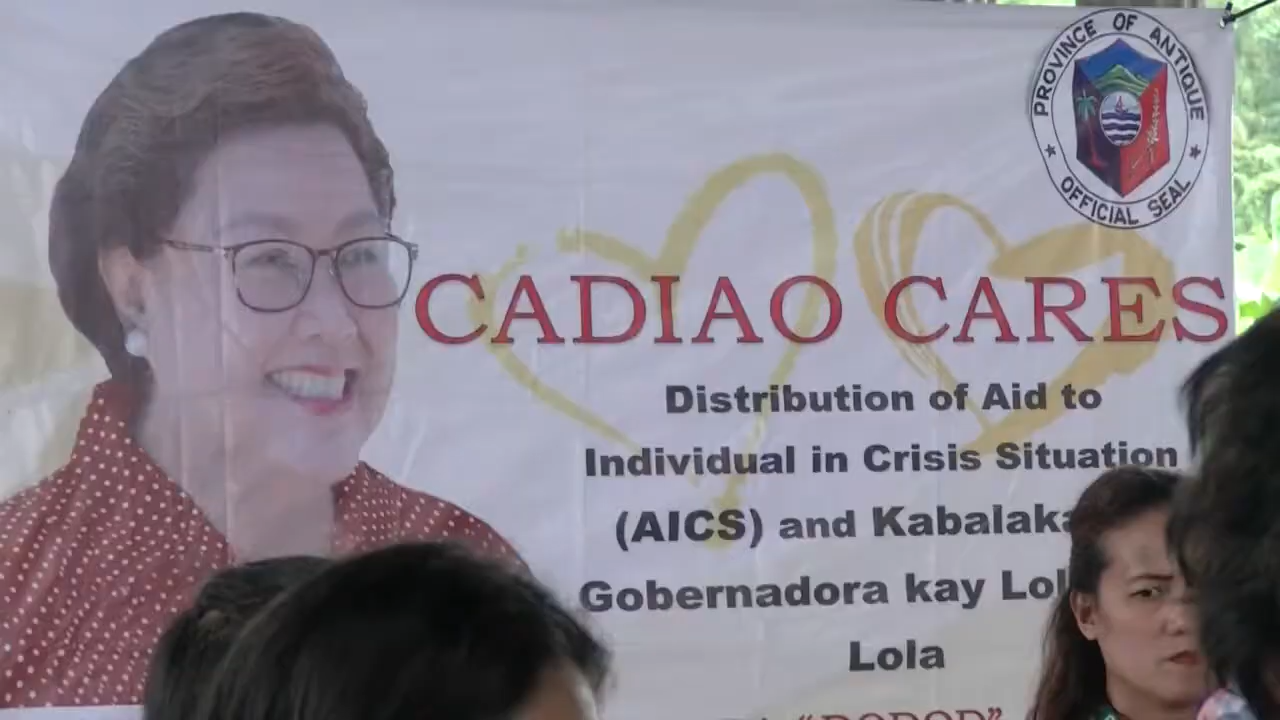 PROVINCE OF ANTIQUE
OFFICIAL SEAL
CADIAO CARES
Distribution of Aid to
Individual in Crisis Situation
(AICS) and
Gobernadora kay
Lola